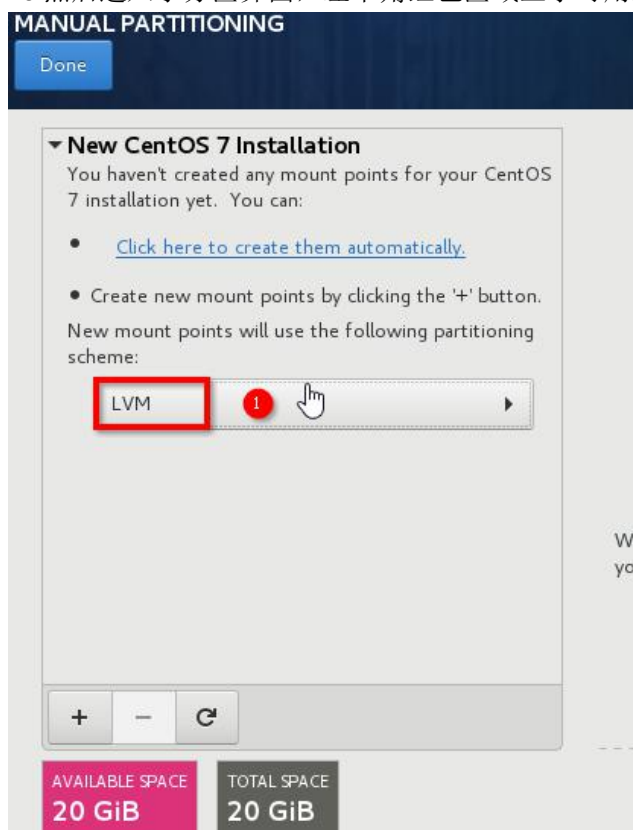 MANUAL PARTITIONING
Done
New CentOS 7 Installation
You haven't created any mount points for your CentOS
7 installation yet. You can:
• Click here to create them automatically.
• Create new mount points by clicking the '+' button.
New mount points will use the following partitioning
scheme:
LVM
1
+ −
AVAILABLE SPACE
20 GiB
TOTAL SPACE
20 GiB